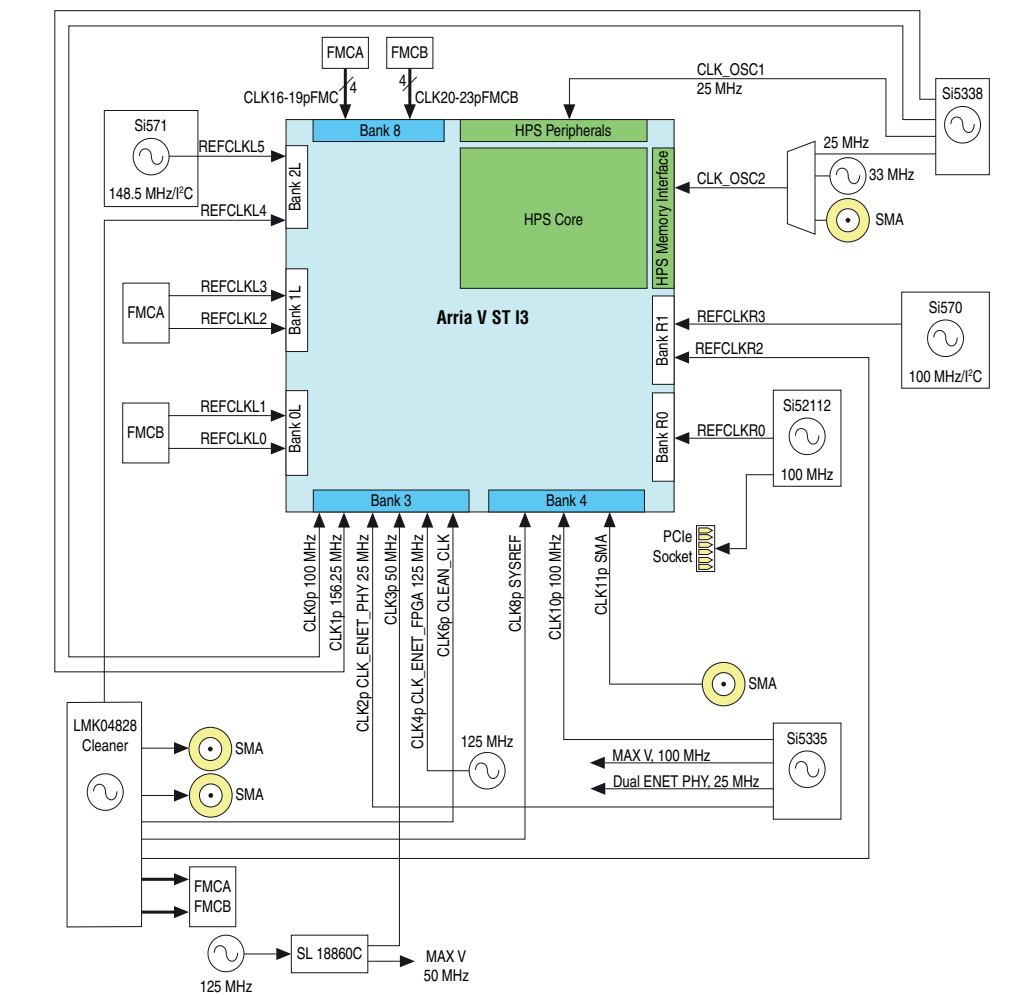 FMCA
FMCB
4
4
CLK16-19pFMC
CLK20-23pFMCB
CLK_OSC1
25 MHz
Si5338
Si571
148.5 MHz/I²C
REFCLKL5
REFCLKL4
Bank 8
HPS Peripherals
Bank 2L
HPS Core
HPS Memory Interface
CLK_OSC2
25 MHz
33 MHz
SMA
FMCA
REFCLKL3
REFCLKL2
Bank 1L
Arria V ST I3
Bank R1
REFCLKR3
REFCLKR2
Si570
100 MHz/I²C
FMCB
REFCLKL1
REFCLKL0
Bank 0L
Bank R0
REFCLKR0
Si52112
100 MHz
Bank 3
Bank 4
PCIe
Socket
CLK0p 100 MHz
CLK1p 156.25 MHz
CLK2p CLK_ENET_PHY 25 MHz
CLK3p 50 MHz
CLK4p CLK_ENET_FPGA 125 MHz
CLK6p CLEAN_CLK
CLK8p SYSREF
CLK10p 100 MHz
CLK11p SMA
SMA
LMK04828
Cleaner
SMA
SMA
125 MHz
Si5335
MAX V, 100 MHz
Dual ENET PHY, 25 MHz
FMCA
FMCB
125 MHz
SL 18860C
MAX V
50 MHz